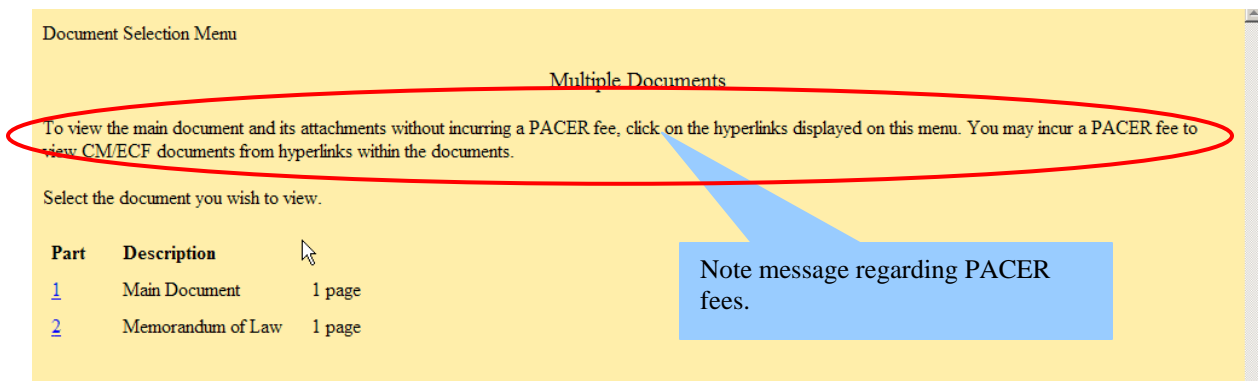 Document Selection Menu
Multiple Documents
To view the main document and its attachments without incurring a PACER fee, click on the hyperlinks displayed on this menu. You may incur a PACER fee to
view CM/ECF documents from hyperlinks within the documents.
Select the document you wish to view.
Part Description
1 Main Document 1 page
2 Memorandum of Law 1 page
Note message regarding PACER
fees.